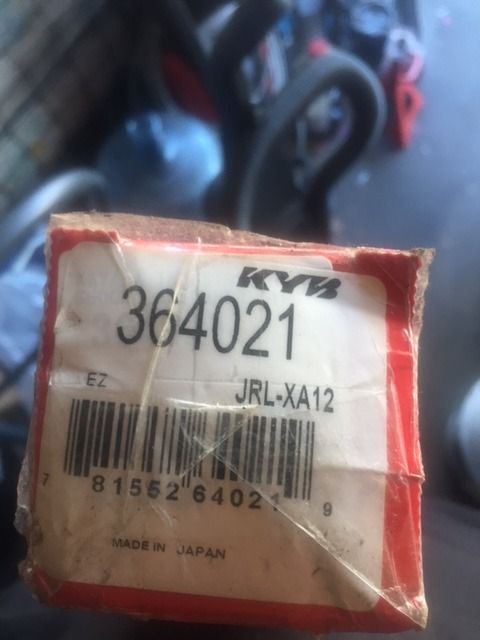 KYB
364021
EZ JRL-XA12
7 81552 64021 9
MADE IN JAPAN